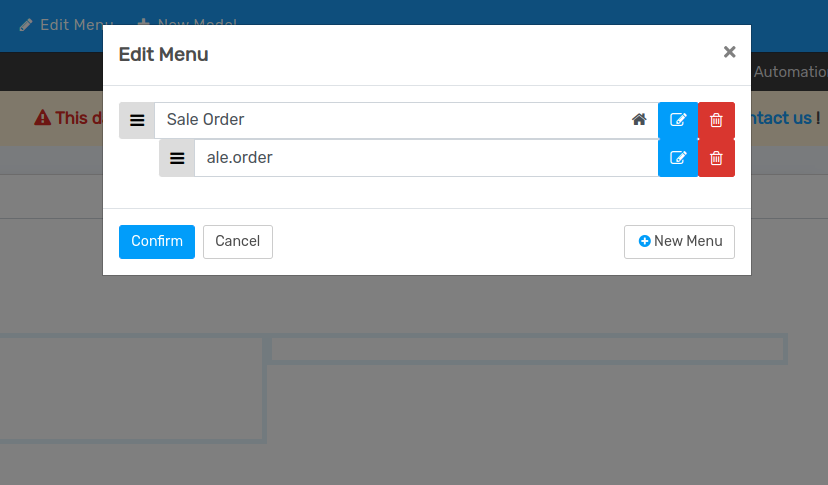 Edit Menu New Model
Edit Menu ×
Automatio
This d
ntact us !
Sale Order
ale.order
Confirm Cancel New Menu